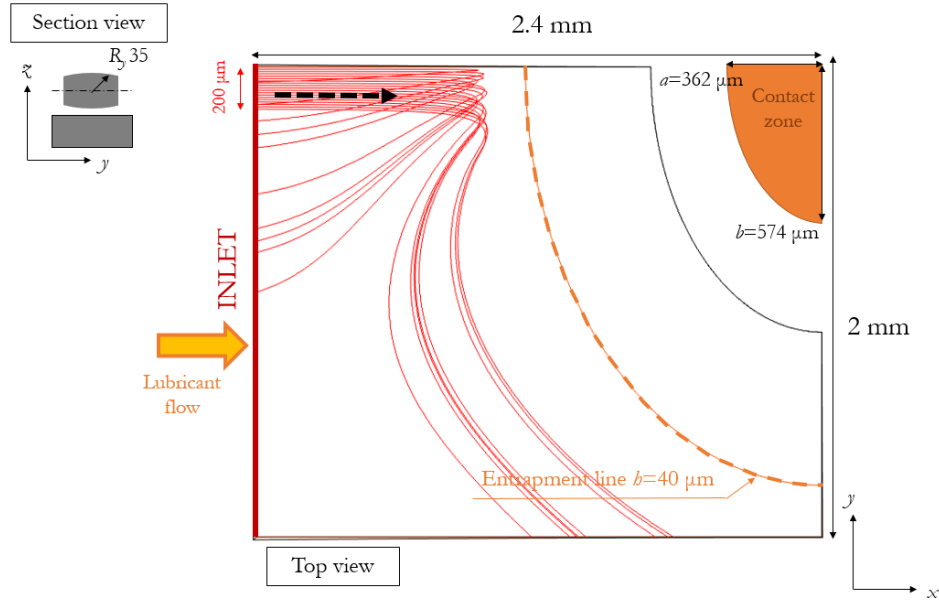 Section view
R 35
z
y
2.4 mm
200 μm
a=362 μm
Contact
zone
b=574 μm
INLET
2 mm
Lubricant
flow
Entrapment line h=40 μm
y
Top view
x